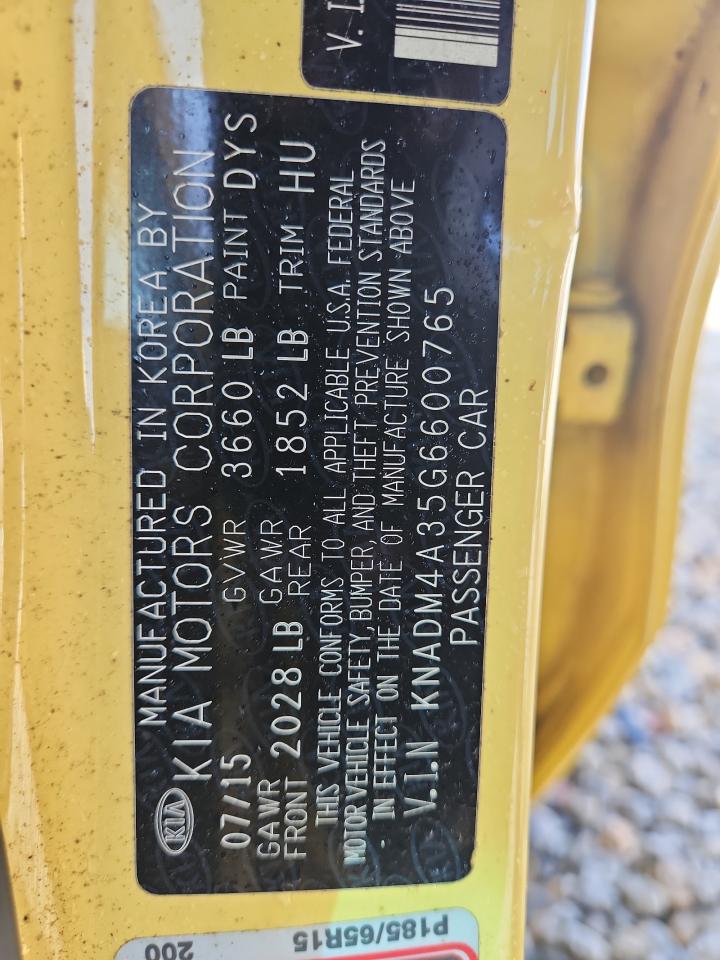 V.I
KIA
MANUFACTURED IN KOREA BY
KIA MOTORS CORPORATION
07/15 GVWR 3660 LB PAINT DYS
GAWR FRONT 2028 LB GAWR REAR 1852 LB TRIM HU
THIS VEHICLE CONFORMS TO ALL APPLICABLE U.S.A. FEDERAL
MOTOR VEHICLE SAFETY, BUMPER, AND THEFT PREVENTION STANDARDS
IN EFFECT ON THE DATE OF MANUFACTURE SHOWN ABOVE
V.I.N KNADM4A35G6600765
PASSENGER CAR
P185/65R15
200